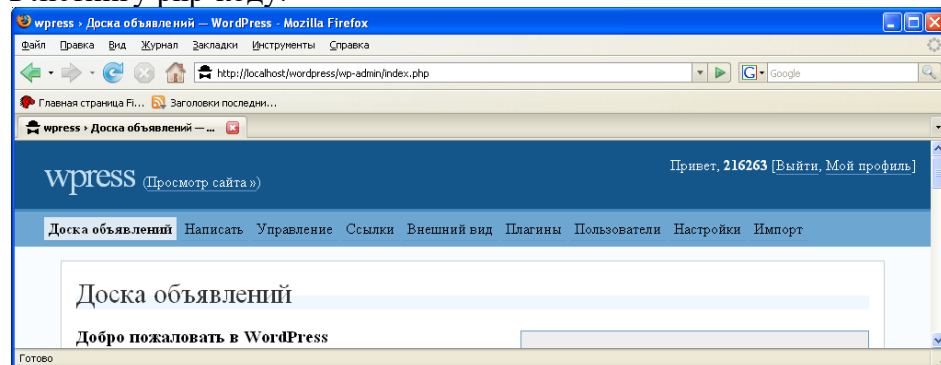 wpress › Доска объявлений — WordPress - Mozilla Firefox
Файл Правка Вид Журнал Закладки Инструменты Справка
http://localhost/wordpress/wp-admin/index.php G Google
Главная страница Fi... Заголовки последни...
wpress › Доска объявлений — ...
wpress (Просмотр сайта ») Привет, 216263 [Выйти, Мой профиль]
Доска объявлений Написать Управление Ссылки Внешний вид Плагины Пользователи Настройки Импорт
Доска объявлений
Добро пожаловать в WordPress
Готово